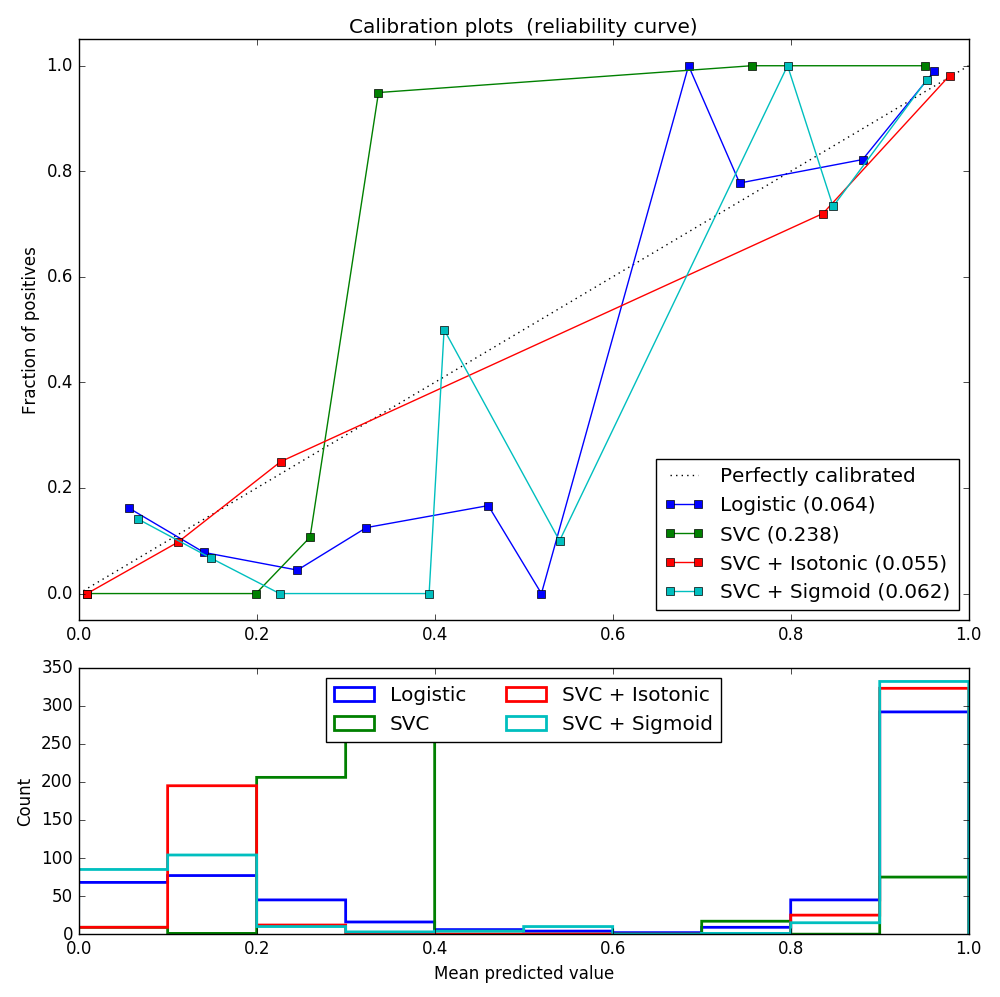 Calibration plots  (reliability curve)
1.0
0.8
0.6
0.4
0.2
0.0
Fraction of positives
Perfectly calibrated
Logistic (0.064)
SVC (0.238)
SVC + Isotonic (0.055)
SVC + Sigmoid (0.062)
0.0 0.2 0.4 0.6 0.8 1.0
350
300
250
200
150
100
50
0
Count
Logistic SVC + Isotonic
SVC SVC + Sigmoid
0.0 0.2 0.4 0.6 0.8 1.0
Mean predicted value